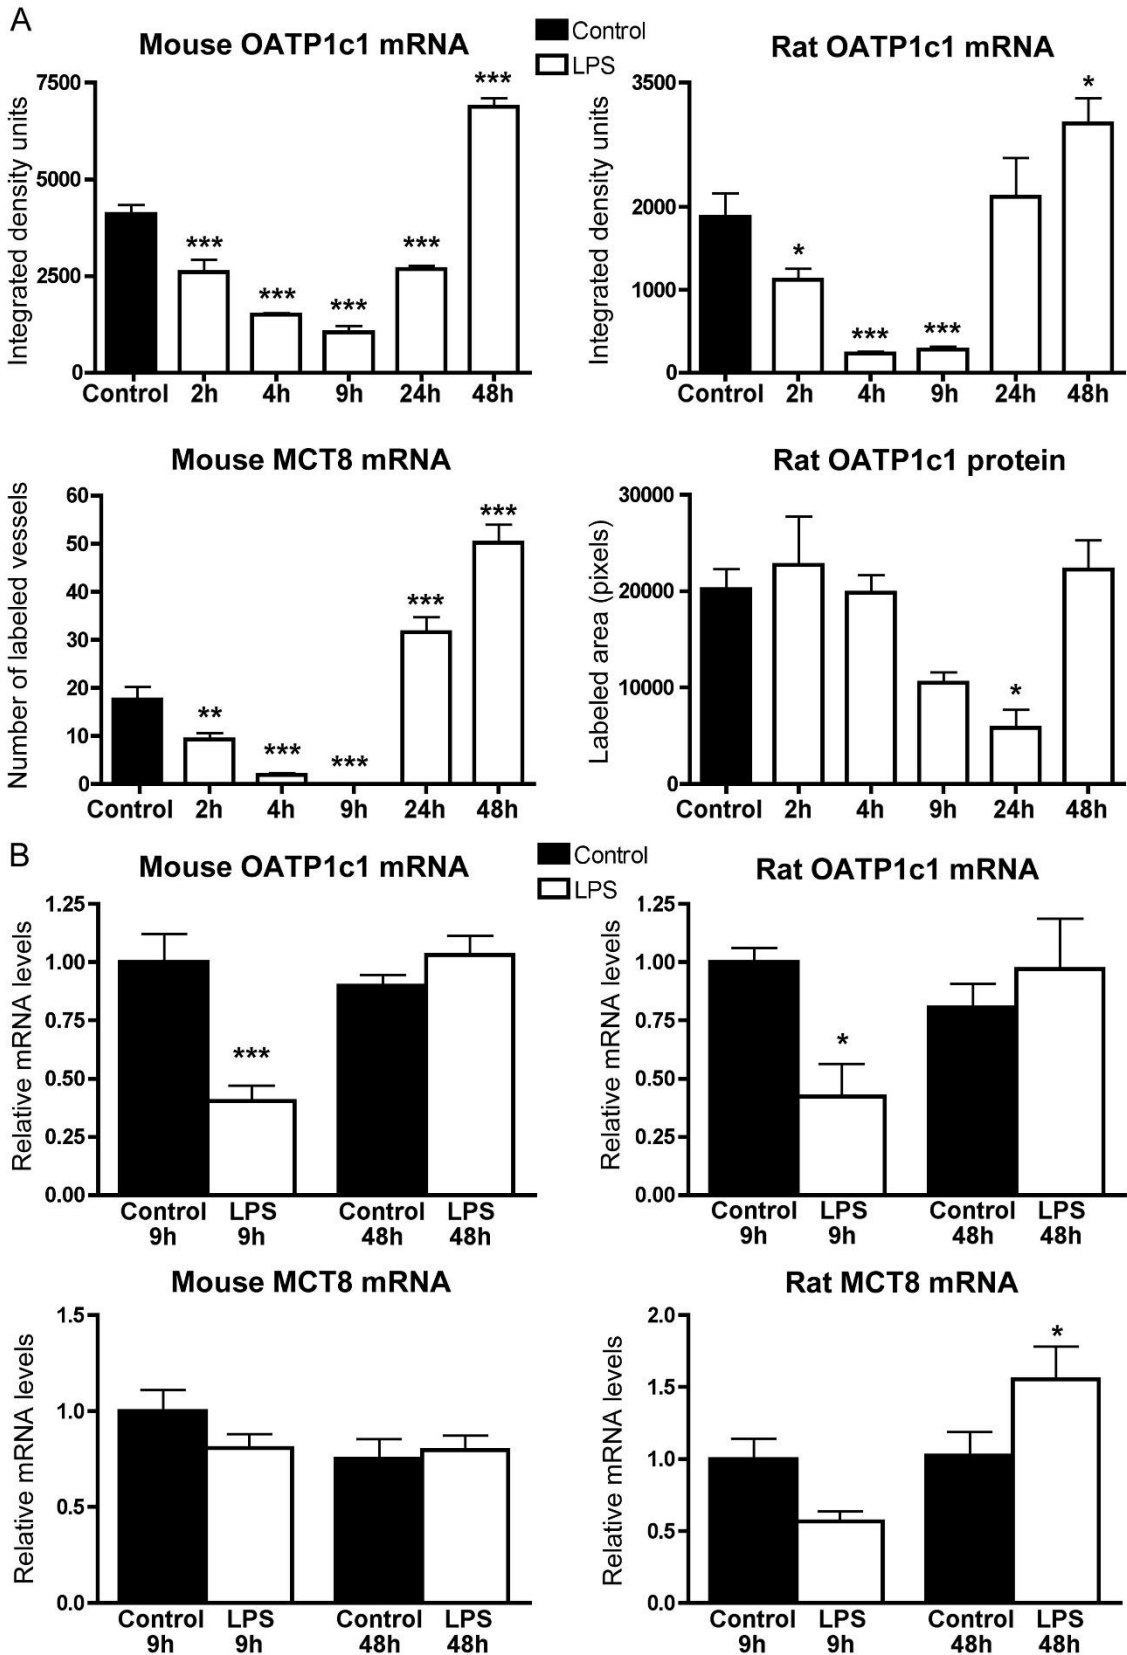 A
Mouse OATP1c1 mRNA
Control
LPS
Rat OATP1c1 mRNA
Integrated density units
7500
5000
2500
0
***
***
***
***
***
Control 2h 4h 9h 24h 48h
Integrated density units
3500
2000
1000
0
*
***
***
*
Control 2h 4h 9h 24h 48h
Mouse MCT8 mRNA
Number of labeled vessels
60
50
40
30
20
10
0
**
***
***
***
***
Control 2h 4h 9h 24h 48h
Rat OATP1c1 protein
Labeled area (pixels)
30000
20000
10000
0
*
Control 2h 4h 9h 24h 48h
B
Mouse OATP1c1 mRNA
Control
LPS
Rat OATP1c1 mRNA
Relative mRNA levels
1.25
1.00
0.75
0.50
0.25
0.00
***
Control LPS Control LPS
9h 9h 48h 48h
Relative mRNA levels
1.25
1.00
0.75
0.50
0.25
0.00
*
Control LPS Control LPS
9h 9h 48h 48h
Mouse MCT8 mRNA
Relative mRNA levels
1.5
1.0
0.5
0.0
Control LPS Control LPS
9h 9h 48h 48h
Rat MCT8 mRNA
Relative mRNA levels
2.0
1.5
1.0
0.5
0.0
*
Control LPS Control LPS
9h 9h 48h 48h